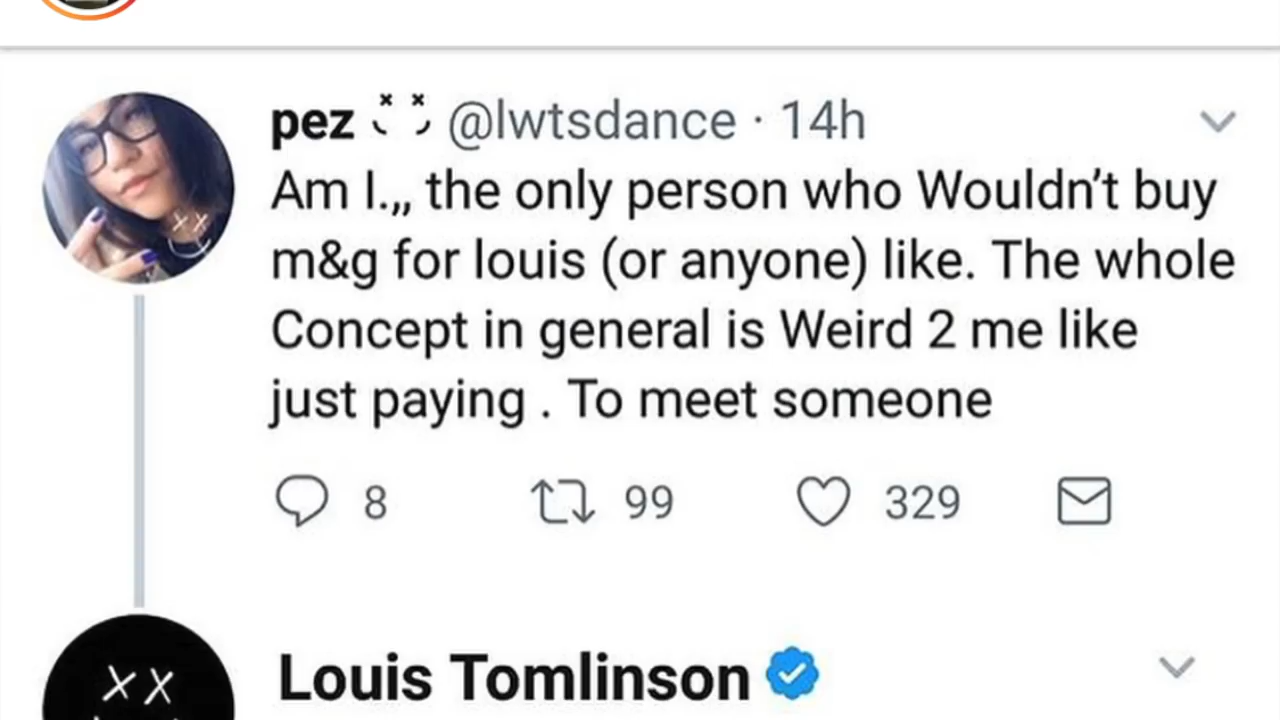 pez @lwtsdance · 14h
Am I.,, the only person who Wouldn't buy
m&g for louis (or anyone) like. The whole
Concept in general is Weird 2 me like
just paying . To meet someone
8 99 329
Louis Tomlinson